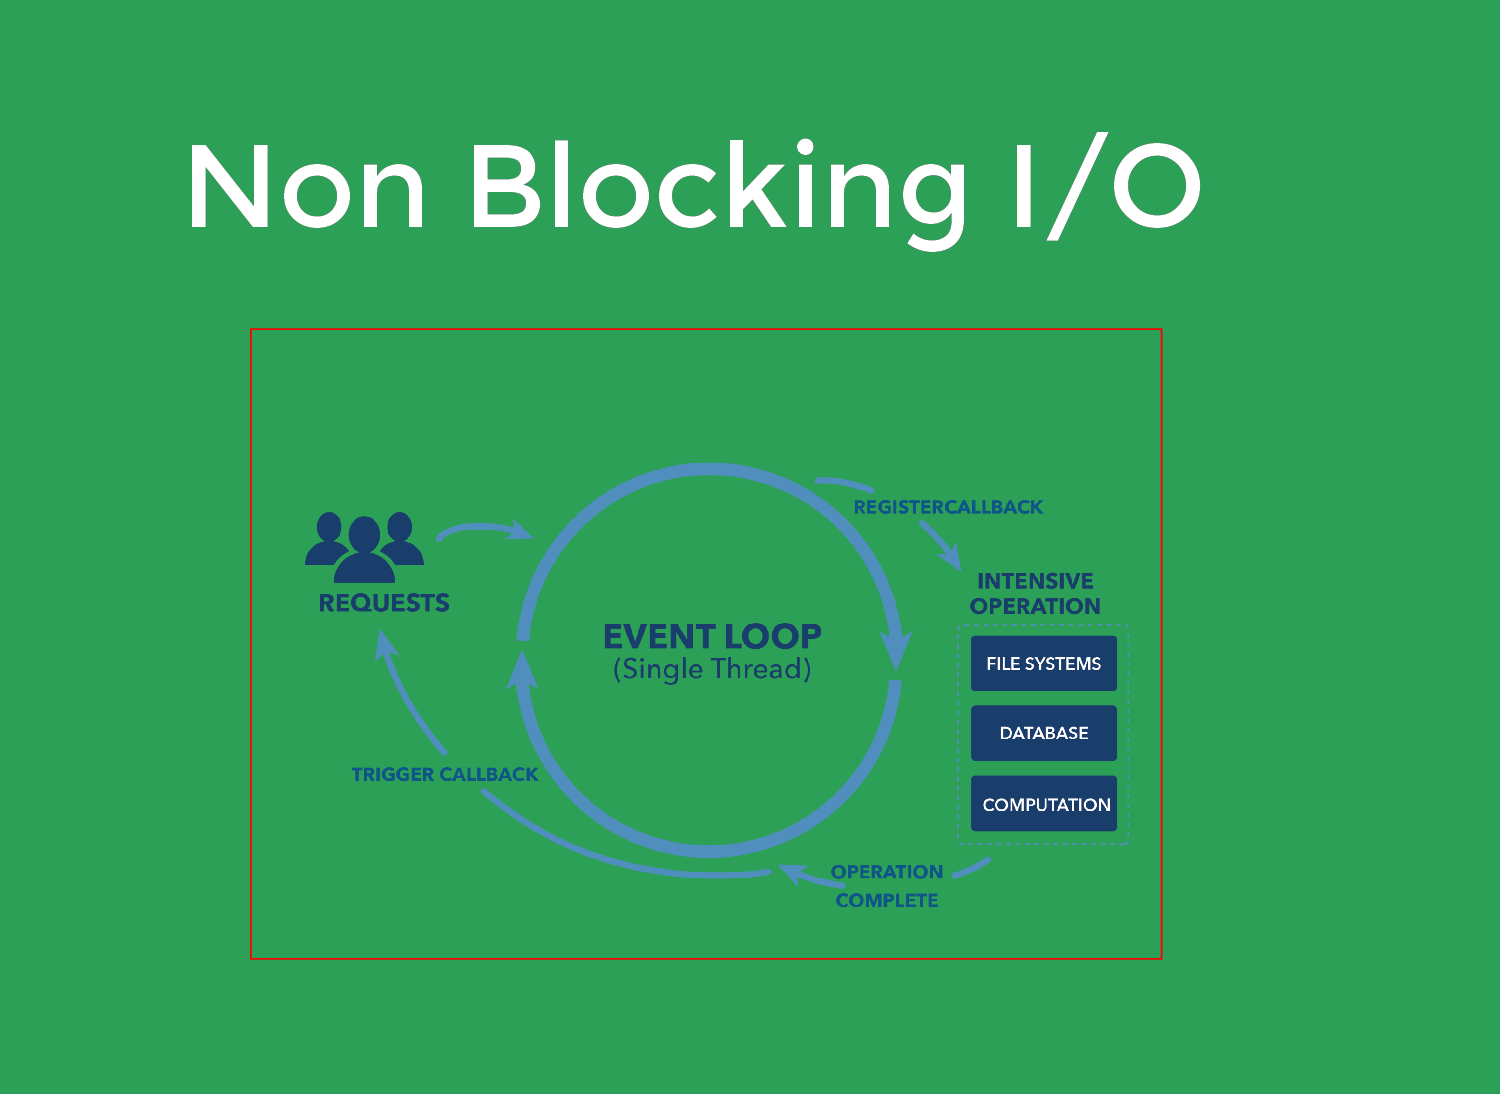 Non Blocking I/O
REGISTERCALLBACK
REQUESTS
INTENSIVE
OPERATION
EVENT LOOP
(Single Thread)
FILE SYSTEMS
DATABASE
COMPUTATION
TRIGGER CALLBACK
OPERATION
COMPLETE